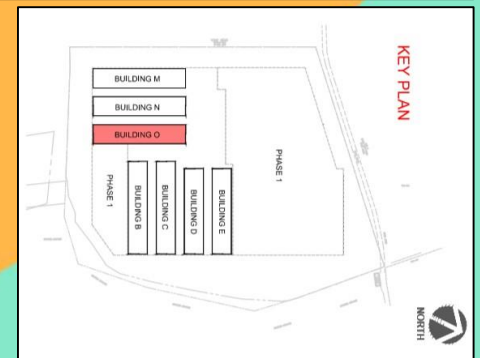 KEY PLAN
BUILDING M
BUILDING N
BUILDING O
PHASE 1
PHASE 1
BUILDING B
BUILDING C
BUILDING D
BUILDING E
NORTH